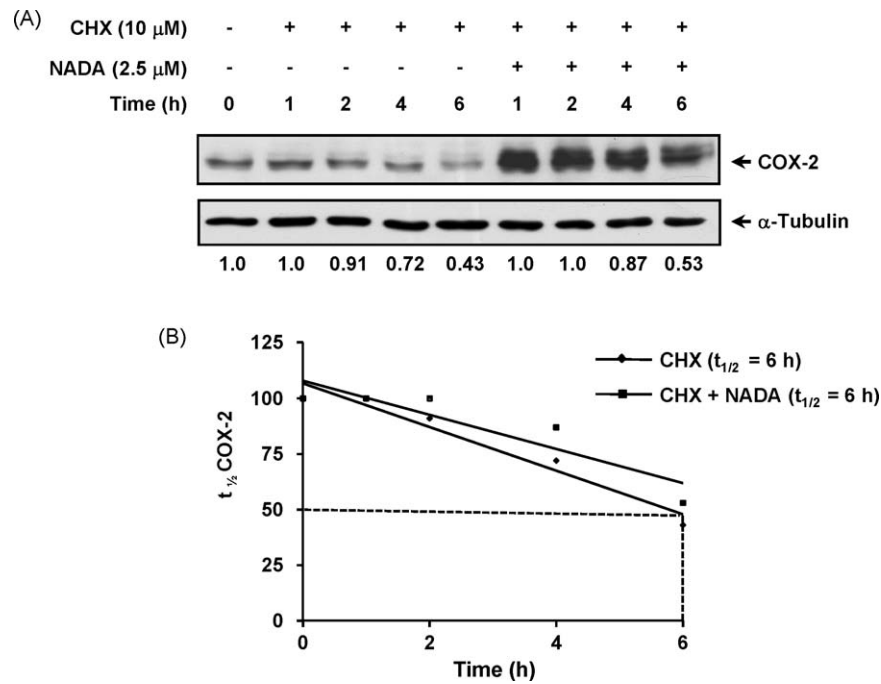 (A)
CHX (10 μM) - + + + + + + + +
NADA (2.5 μM) - - - - - + + + +
Time (h) 0 1 2 4 6 1 2 4 6
COX-2
α-Tubulin
1.0 1.0 0.91 0.72 0.43 1.0 1.0 0.87 0.53
(B)
125
100
75
50
25
0
t ½ COX-2
CHX (t1/2 = 6 h)
CHX + NADA (t1/2 = 6 h)
0 2 4 6
Time (h)